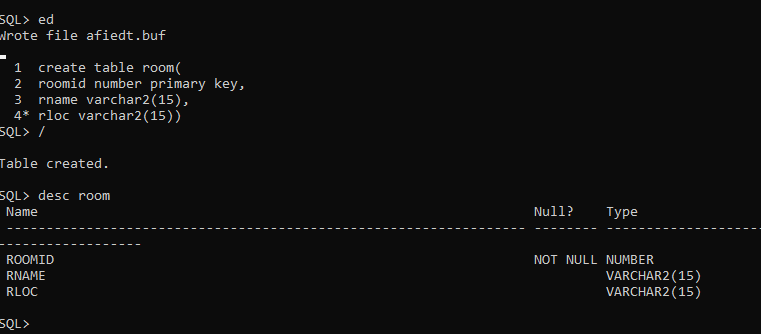 SQL> ed
Wrote file afiedt.buf
1 create table room(
2 roomid number primary key,
3 rname varchar2(15),
4* rloc varchar2(15))
SQL> /
Table created.
SQL> desc room
Name Null? Type
----------------------------------------------------------------- -------- --------------------
------------------
ROOMID NOT NULL NUMBER
RNAME VARCHAR2(15)
RLOC VARCHAR2(15)
SQL>